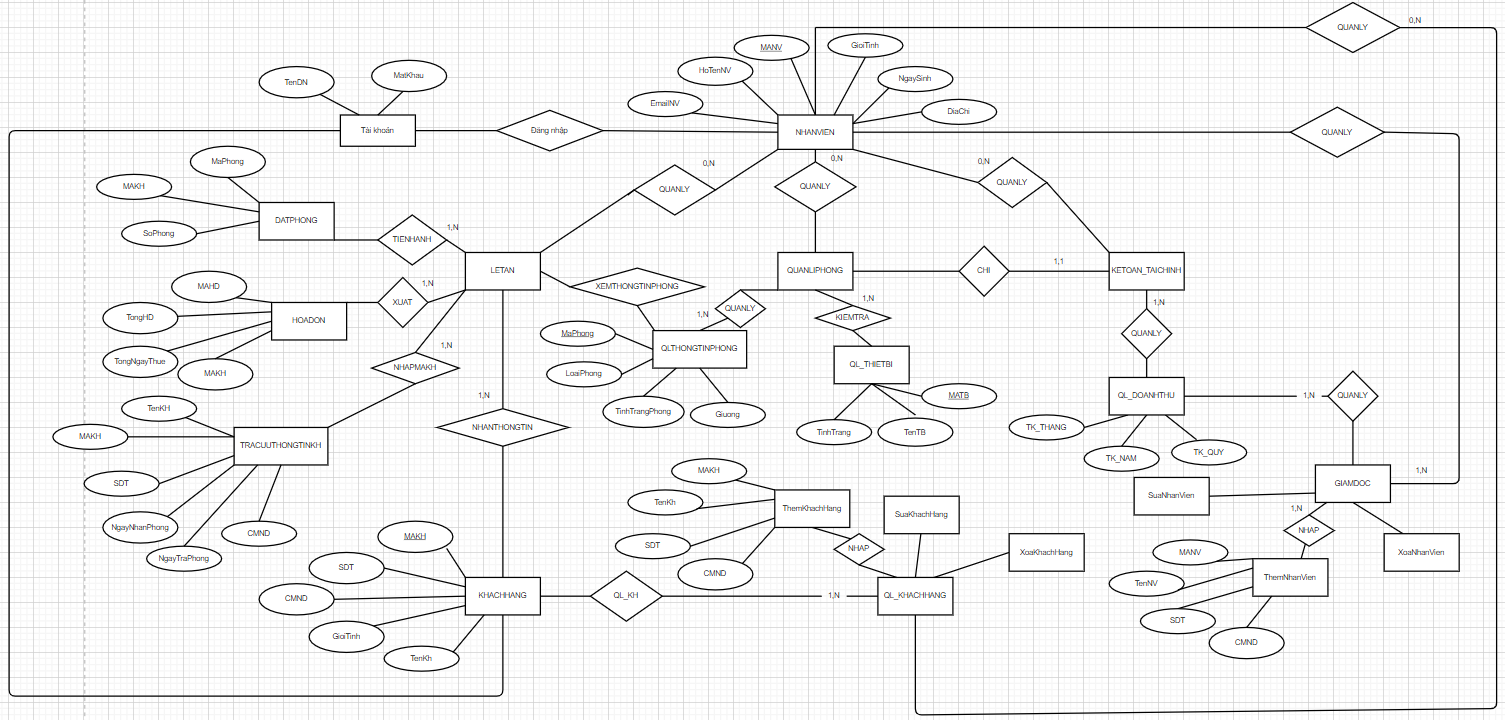 QUANLY
0,N
MANV
GioiTinh
HoTenNV
NgaySinh
EmailNV
DiaChi
TenDN
MatKhau
Tài khoản
Đăng nhập
NHANVIEN
QUANLY
MaPhong
MAKH
SoPhong
DATPHONG
TIENHANH
1,N
QUANLY
0,N
QUANLY
0,N
QUANLY
0,N
LETAN
QUANLIPHONG
CHI
1,1
KETOAN_TAICHINH
MAHD
TongHD
TongNgayThue
MAKH
HOADON
XUAT
1,N
XEMTHONGTINPHONG
QUANLY
1,N
KIEMTRA
1,N
QUANLY
1,N
NHAPMAKH
1,N
MaPhong
LoaiPhong
TinhTrangPhong
Giuong
QLTHONGTINPHONG
QL_THIETBI
MATB
TinhTrang
TenTB
QL_DOANHTHU
1,N
QUANLY
TK_THANG
TK_NAM
TK_QUY
TenKH
MAKH
SDT
NgayNhanPhong
NgayTraPhong
CMND
TRACUUTHONGTINKH
1,N
NHANTHONGTIN
MAKH
TenKh
SDT
CMND
ThemKhachHang
NHAP
SuaKhachHang
XoaKhachHang
SuaNhanVien
GIAMDOC
1,N
1,N
NHAP
XoaNhanVien
MANV
TenNV
SDT
CMND
ThemNhanVien
MAKH
SDT
CMND
GioiTinh
TenKh
KHACHHANG
QL_KH
1,N
QL_KHACHHANG